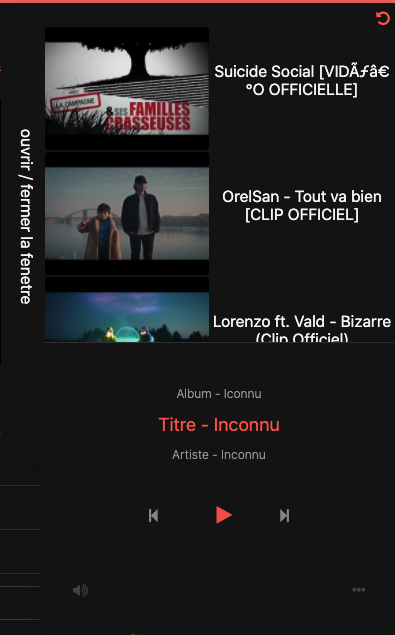 Suicide Social [VIDÃƒâ€
°O OFFICIELLE]
LA CAMPAGNE
& SES FAMILLES
CRASSEUSES
ouvrir / fermer la fenetre
OrelSan - Tout va bien
[CLIP OFFICIEL]
Lorenzo ft. Vald - Bizarre
(Clip Officiel)
Album - Iconnu
Titre - Inconnu
Artiste - Inconnu